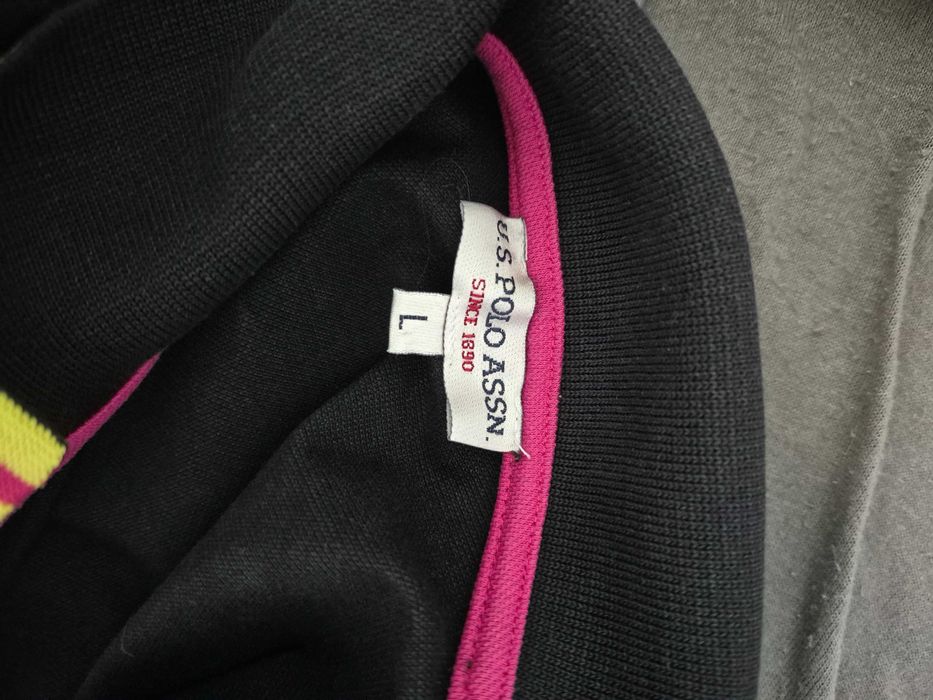 U.S. POLO ASSN.
SINCE 1890
L